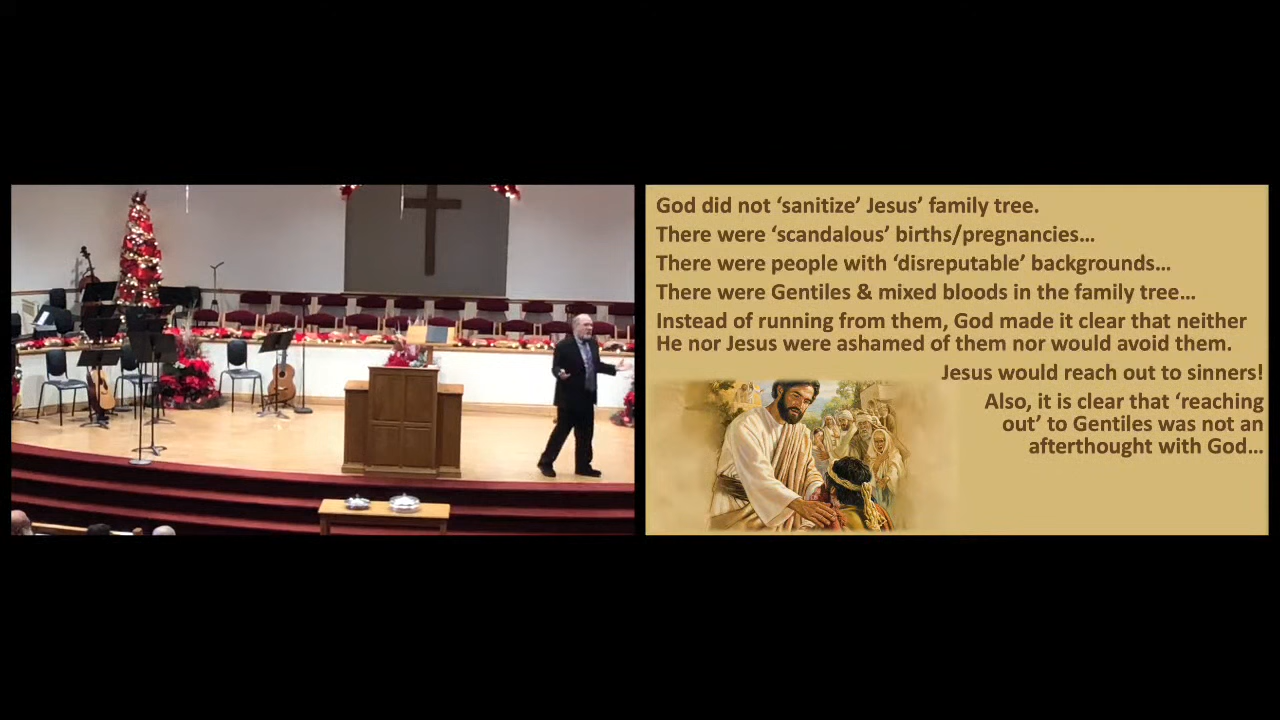 God did not ‘sanitize’ Jesus’ family tree.
There were ‘scandalous’ births/pregnancies…
There were people with ‘disreputable’ backgrounds…
There were Gentiles & mixed bloods in the family tree…
Instead of running from them, God made it clear that neither
He nor Jesus were ashamed of them nor would avoid them.
Jesus would reach out to sinners!
Also, it is clear that ‘reaching
out’ to Gentiles was not an
afterthought with God…